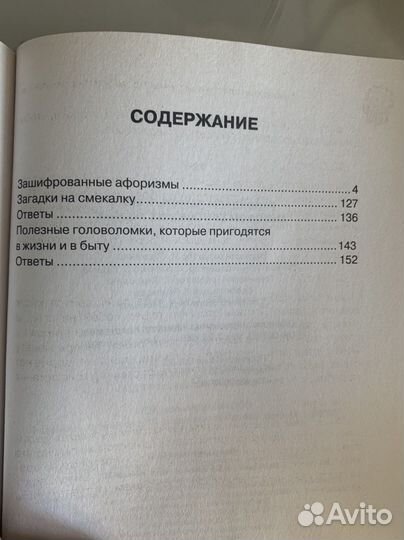 СОДЕРЖАНИЕ
Зашифрованные афоризмы ........................................ 4
Загадки на смекалку................................................ 127
Ответы ..................................................................... 136
Полезные головоломки, которые пригодятся
в жизни и в быту ..................................................... 143
Ответы ..................................................................... 152
Avito